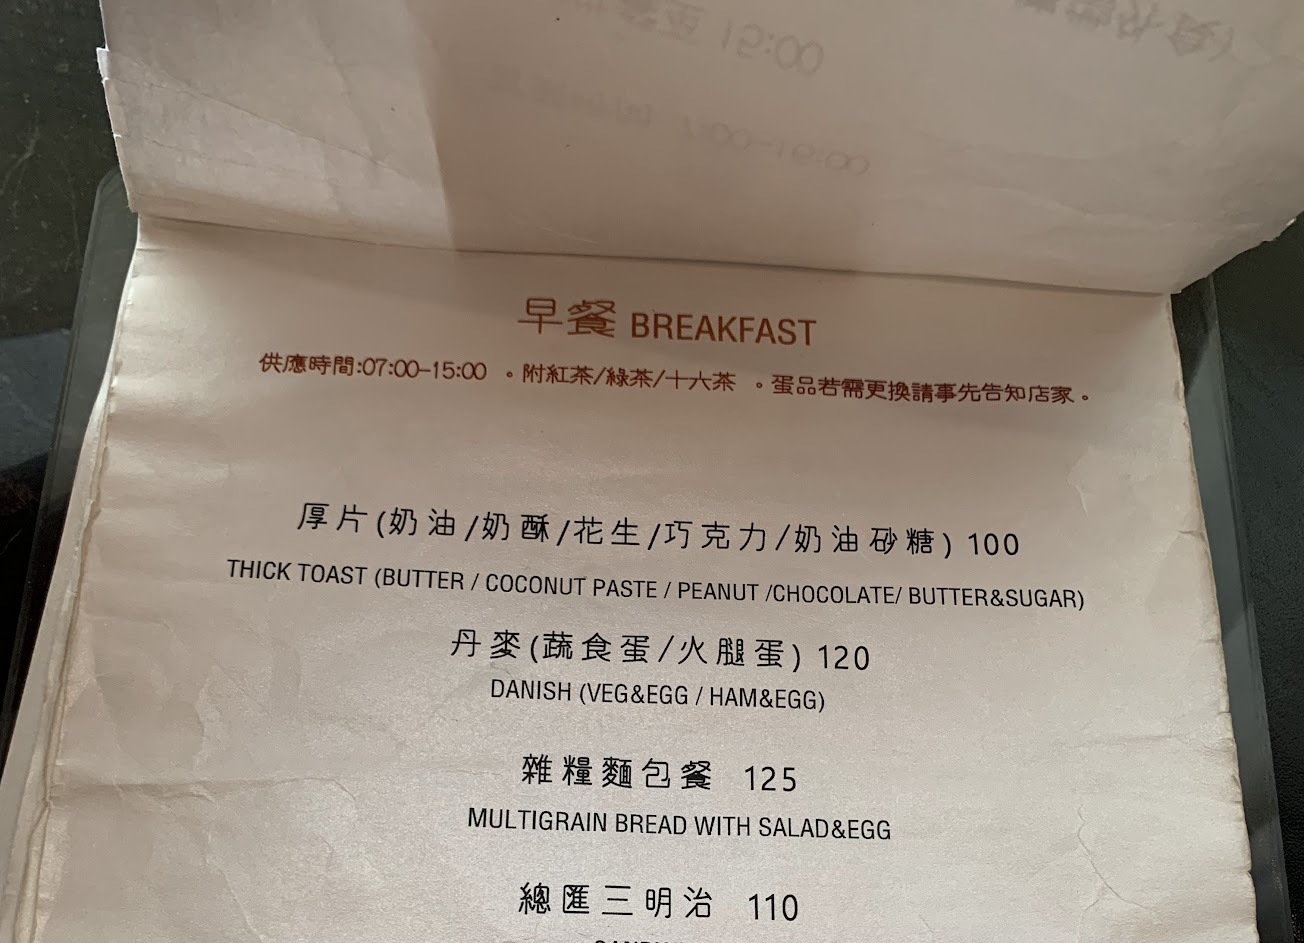 早餐 BREAKFAST
供應時間:07:00-15:00 。附紅茶/綠茶/十六茶 。蛋品若需更換請事先告知店家。
厚片(奶油/奶酥/花生/巧克力/奶油砂糖) 100
THICK TOAST (BUTTER / COCONUT PASTE / PEANUT /CHOCOLATE/ BUTTER&SUGAR)
丹麥(蔬食蛋/火腿蛋) 120
DANISH (VEG&EGG / HAM&EGG)
雜糧麵包餐 125
MULTIGRAIN BREAD WITH SALAD&EGG
總匯三明治 110